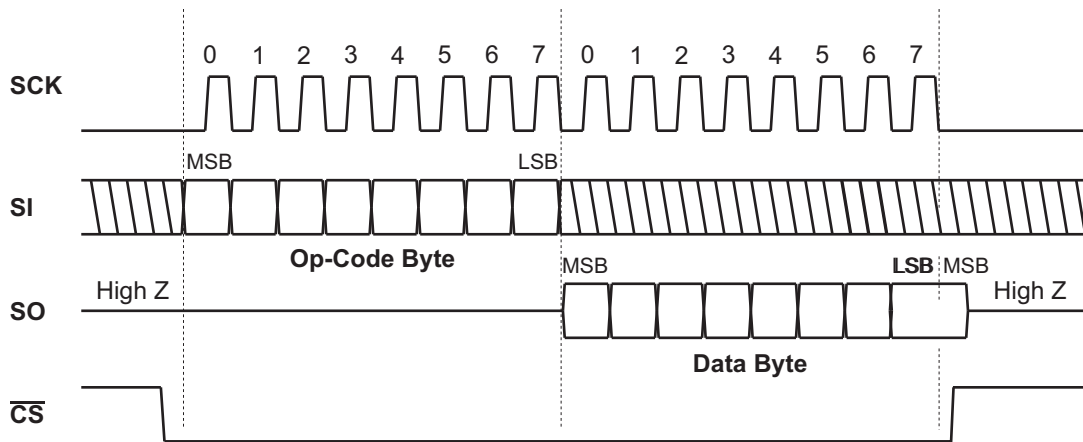 0 1 2 3 4 5 6 7 0 1 2 3 4 5 6 7
SCK
MSB LSB
SI
Op-Code Byte
MSB LSB MSB
High Z High Z
SO
Data Byte
CS